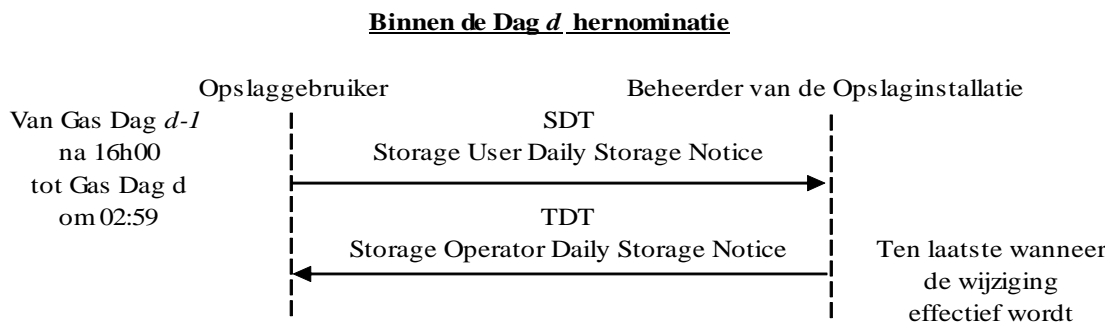 Binnen de Dag d hernominatie
Opslaggebruiker
Beheerder van de Opslaginstallatie
Van Gas Dag d-1
na 16h00
tot Gas Dag d
om 02:59
SDT
Storage User Daily Storage Notice
TDT
Storage Operator Daily Storage Notice
Ten laatste wanneer
de wijziging
effectief wordt